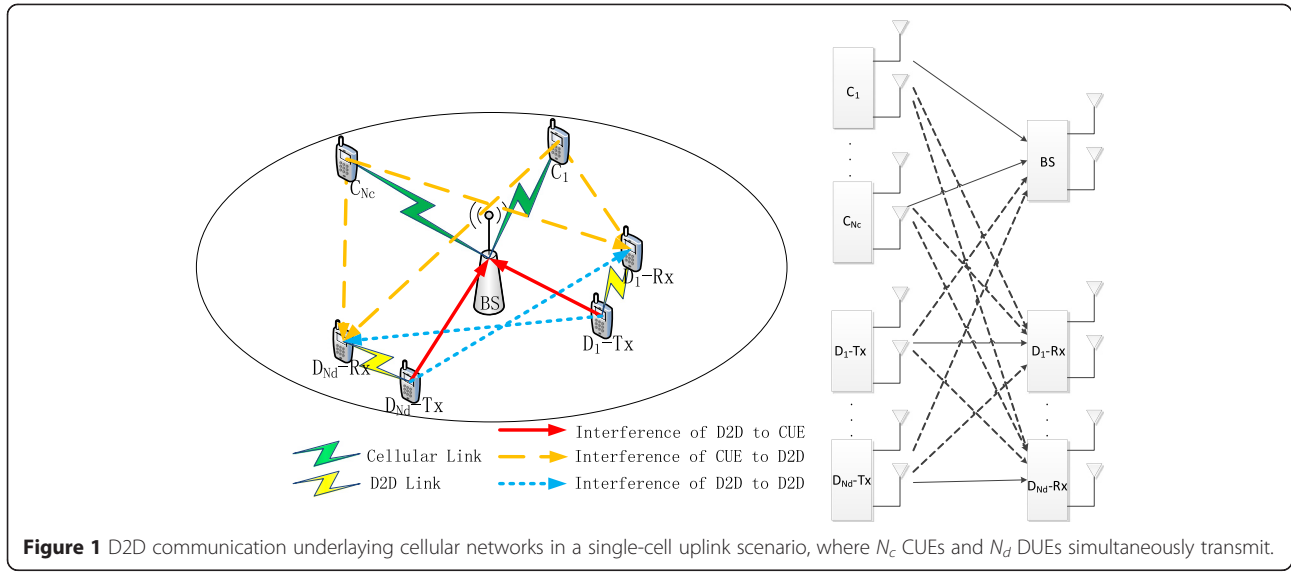 C1
CNc
C1
BS
CNc
D1-Rx
BS
D1-Tx
DNd-Rx
D1-Tx
D1-Rx
DNd-Tx
Interference of D2D to CUE
Cellular Link
Interference of CUE to D2D
D2D Link
Interference of D2D to D2D
DNd-Tx
DNd-Rx
Figure 1 D2D communication underlaying cellular networks in a single-cell uplink scenario, where Nc CUEs and Nd DUEs simultaneously transmit.